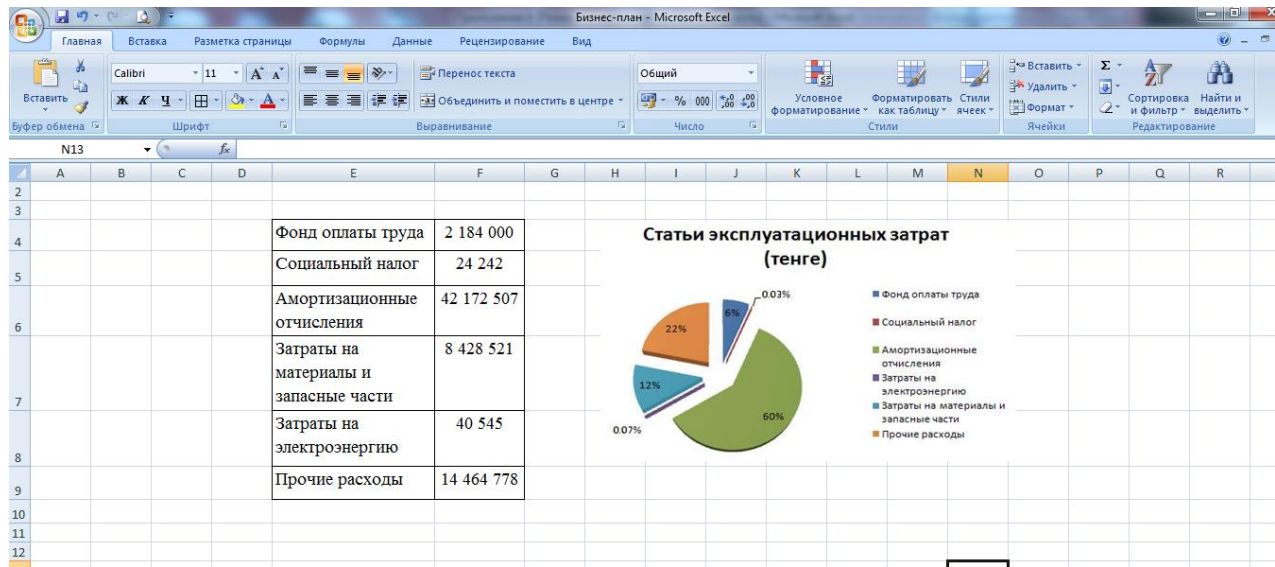 Бизнес-план - Microsoft Excel
Главная Вставка Разметка страницы Формулы Данные Рецензирование Вид
Вставить
Calibri 11
Ж К Ч
Перенос текста
Объединить и поместить в центре
Общий
% 000
Условное форматирование
Форматировать как таблицу
Стили ячеек
Вставить
Удалить
Формат
Σ
Сортировка и фильтр
Найти и выделить
Буфер обмена Шрифт Выравнивание Число Стили Ячейки Редактирование
N13 fx
A B C D E F G H I J K L M N O P Q R
2
3
4 Фонд оплаты труда 2 184 000
5 Социальный налог 24 242
6 Амортизационные отчисления 42 172 507
7 Затраты на материалы и запасные части 8 428 521
8 Затраты на электроэнергию 40 545
9 Прочие расходы 14 464 778
10
11
12
Статьи эксплуатационных затрат
(тенге)
0.03%
6%
22%
12%
60%
0.07%
Фонд оплаты труда
Социальный налог
Амортизационные
отчисления
Затраты на
электроэнергию
Затраты на материалы и
запасные части
Прочие расходы